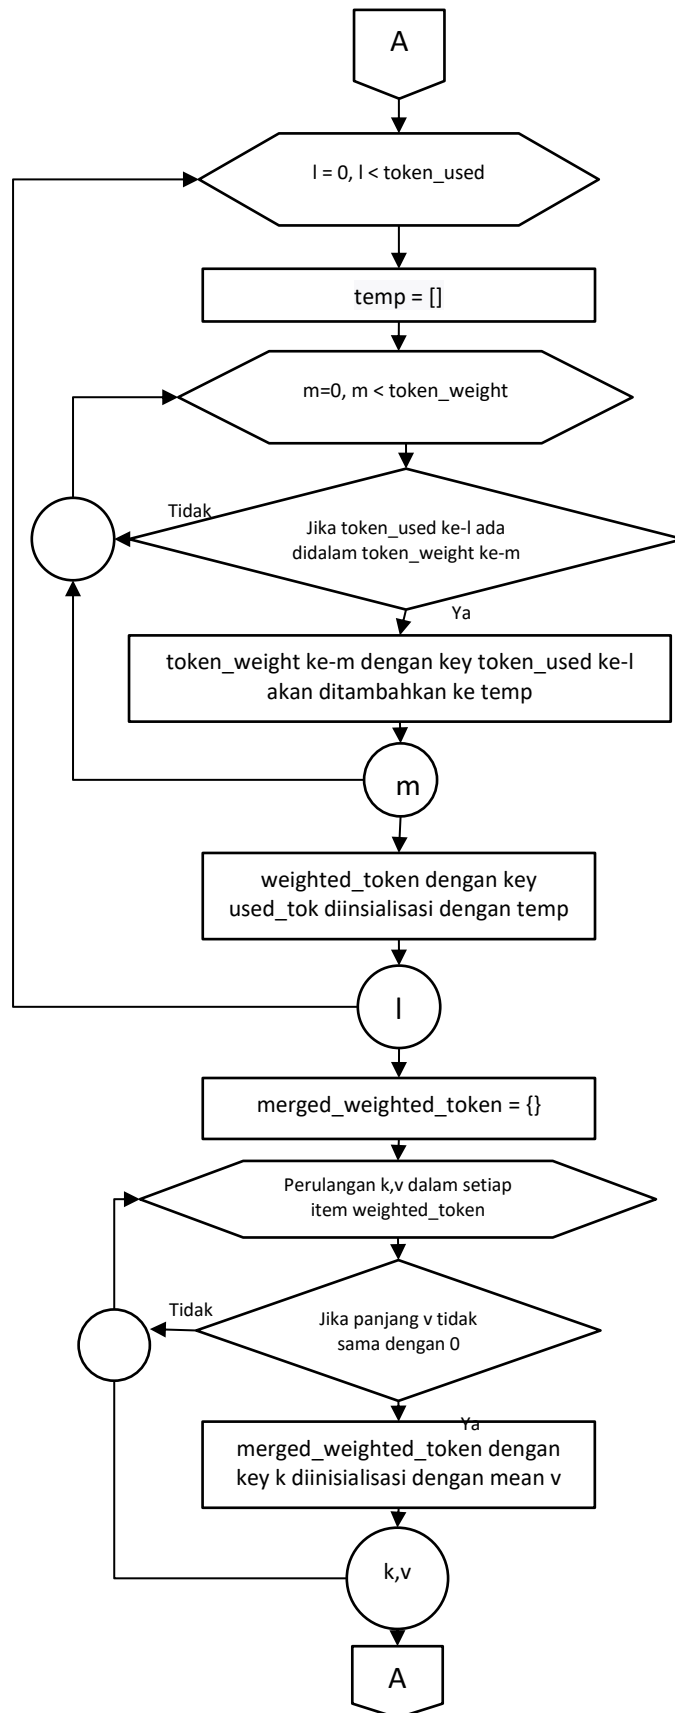 A
l = 0, l < token_used
temp = []
m=0, m < token_weight
Tidak
Jika token_used ke-l ada
didalam token_weight ke-m
Ya
token_weight ke-m dengan key token_used ke-l
akan ditambahkan ke temp
m
weighted_token dengan key
used_tok diinsialisasi dengan temp
l
merged_weighted_token = {}
Perulangan k,v dalam setiap
item weighted_token
Tidak
Jika panjang v tidak
sama dengan 0
Ya
merged_weighted_token dengan
key k diinisialisasi dengan mean v
k,v
A